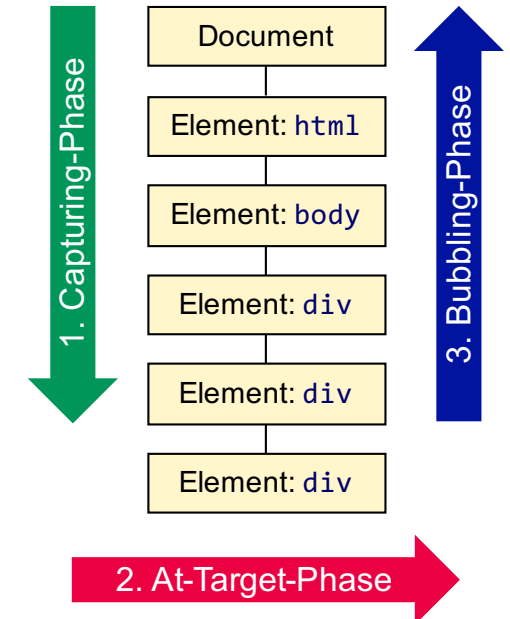 Document
Element: html
Element: body
Element: div
Element: div
Element: div
1. Capturing-Phase
2. At-Target-Phase
3. Bubbling-Phase